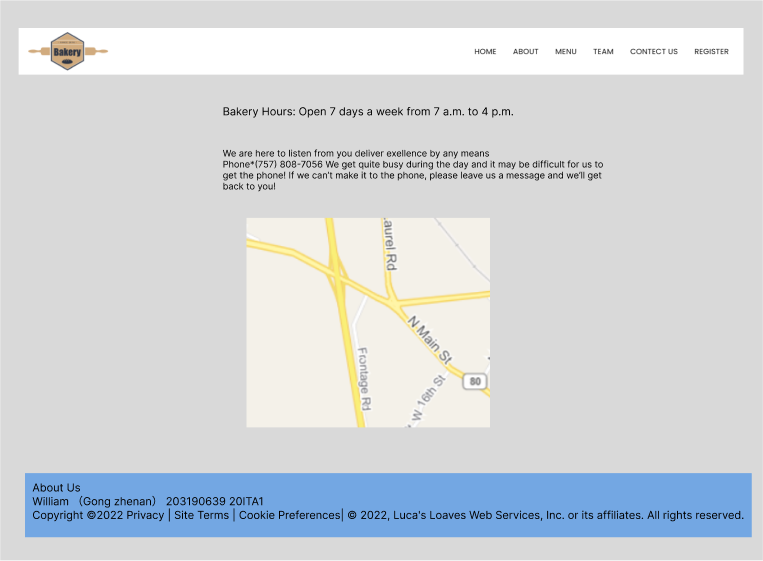 Bakery
HOME ABOUT MENU TEAM CONTECT US REGISTER
Bakery Hours: Open 7 days a week from 7 a.m. to 4 p.m.
We are here to listen from you deliver exellence by any means
Phone*(757) 808-7056 We get quite busy during the day and it may be difficult for us to
get the phone! If we can't make it to the phone, please leave us a message and we'll get
back to you!
aurel Rd
N Main St
Frontage Rd
80
W 16th St
About Us
William （Gong zhenan） 203190639 20ITA1
Copyright ©2022 Privacy | Site Terms | Cookie Preferences| © 2022, Luca's Loaves Web Services, Inc. or its affiliates. All rights reserved.